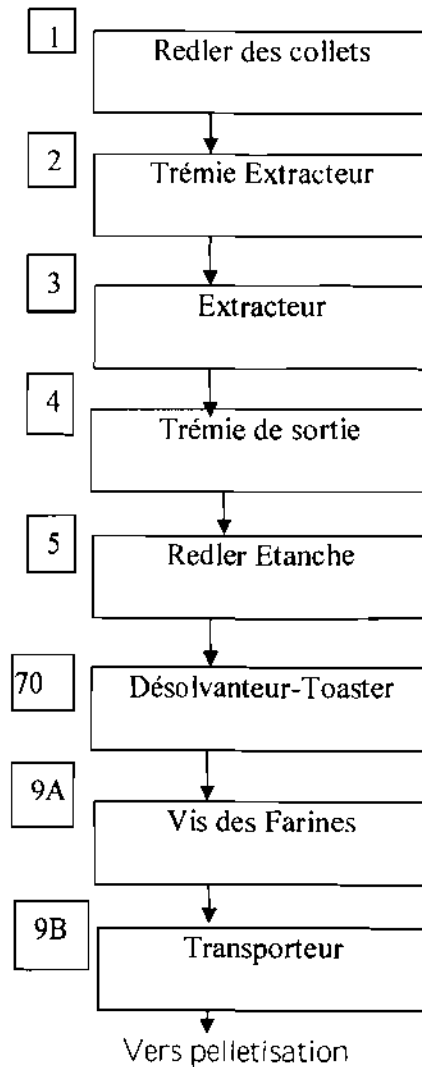 1
Redler des collets
2
Trémie Extracteur
3
Extracteur
4
Trémie de sortie
5
Redler Etanche
70
Désolvanteur-Toaster
9A
Vis des Farines
9B
Transporteur
Vers pelletisation